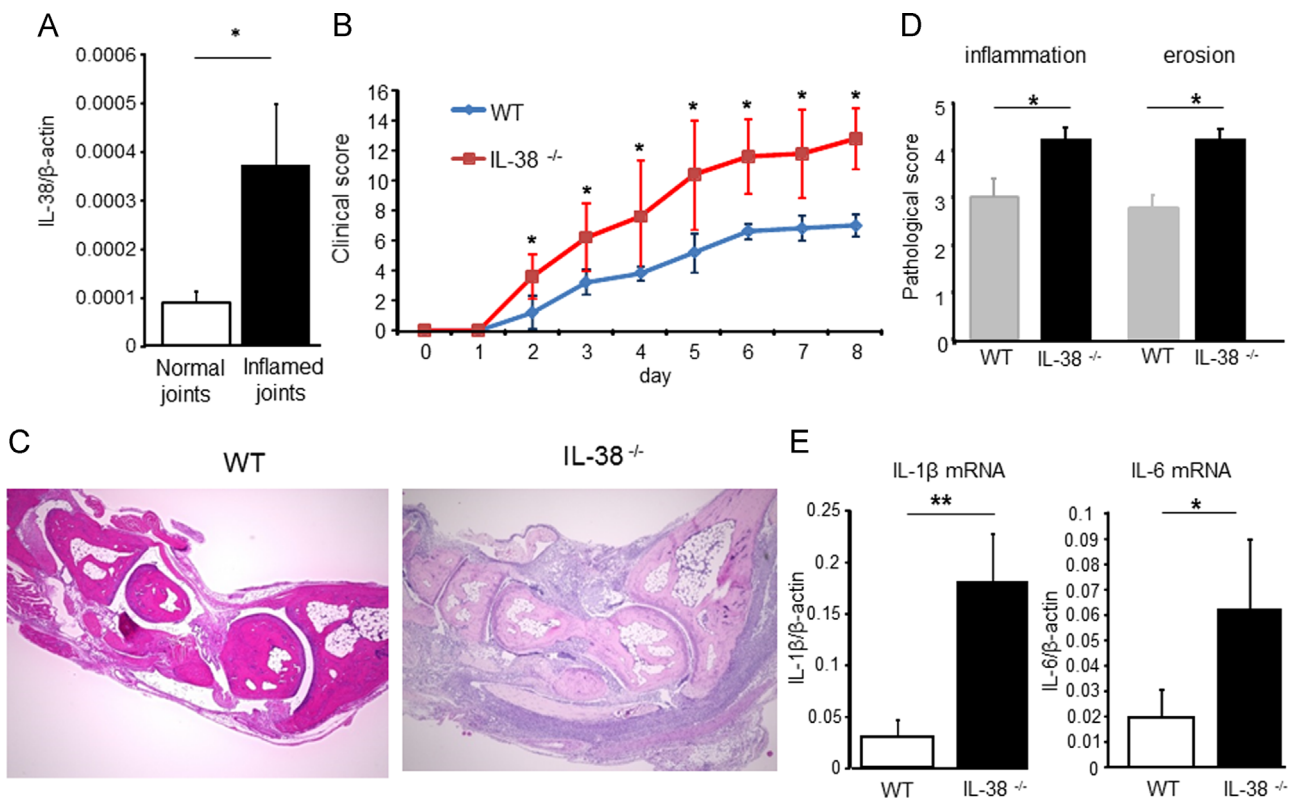 A
*
0.0006
0.0005
0.0004
0.0003
0.0002
0.0001
0
IL-38/β-actin
Normal joints
Inflamed joints
B
16
14
12
10
8
6
4
2
0
Clinical score
WT
IL-38 -/-
* * * * * * *
0 1 2 3 4 5 6 7 8
day
D
inflammation erosion
* *
5
4
3
2
1
0
Pathological score
WT IL-38 -/- WT IL-38 -/-
C
WT IL-38 -/-
E
IL-1β mRNA
**
0.25
0.2
0.15
0.1
0.05
0
IL-1β/β-actin
WT IL-38 -/-
IL-6 mRNA
*
0.1
0.09
0.08
0.07
0.06
0.05
0.04
0.03
0.02
0.01
0
IL-6/β-actin
WT IL-38 -/-